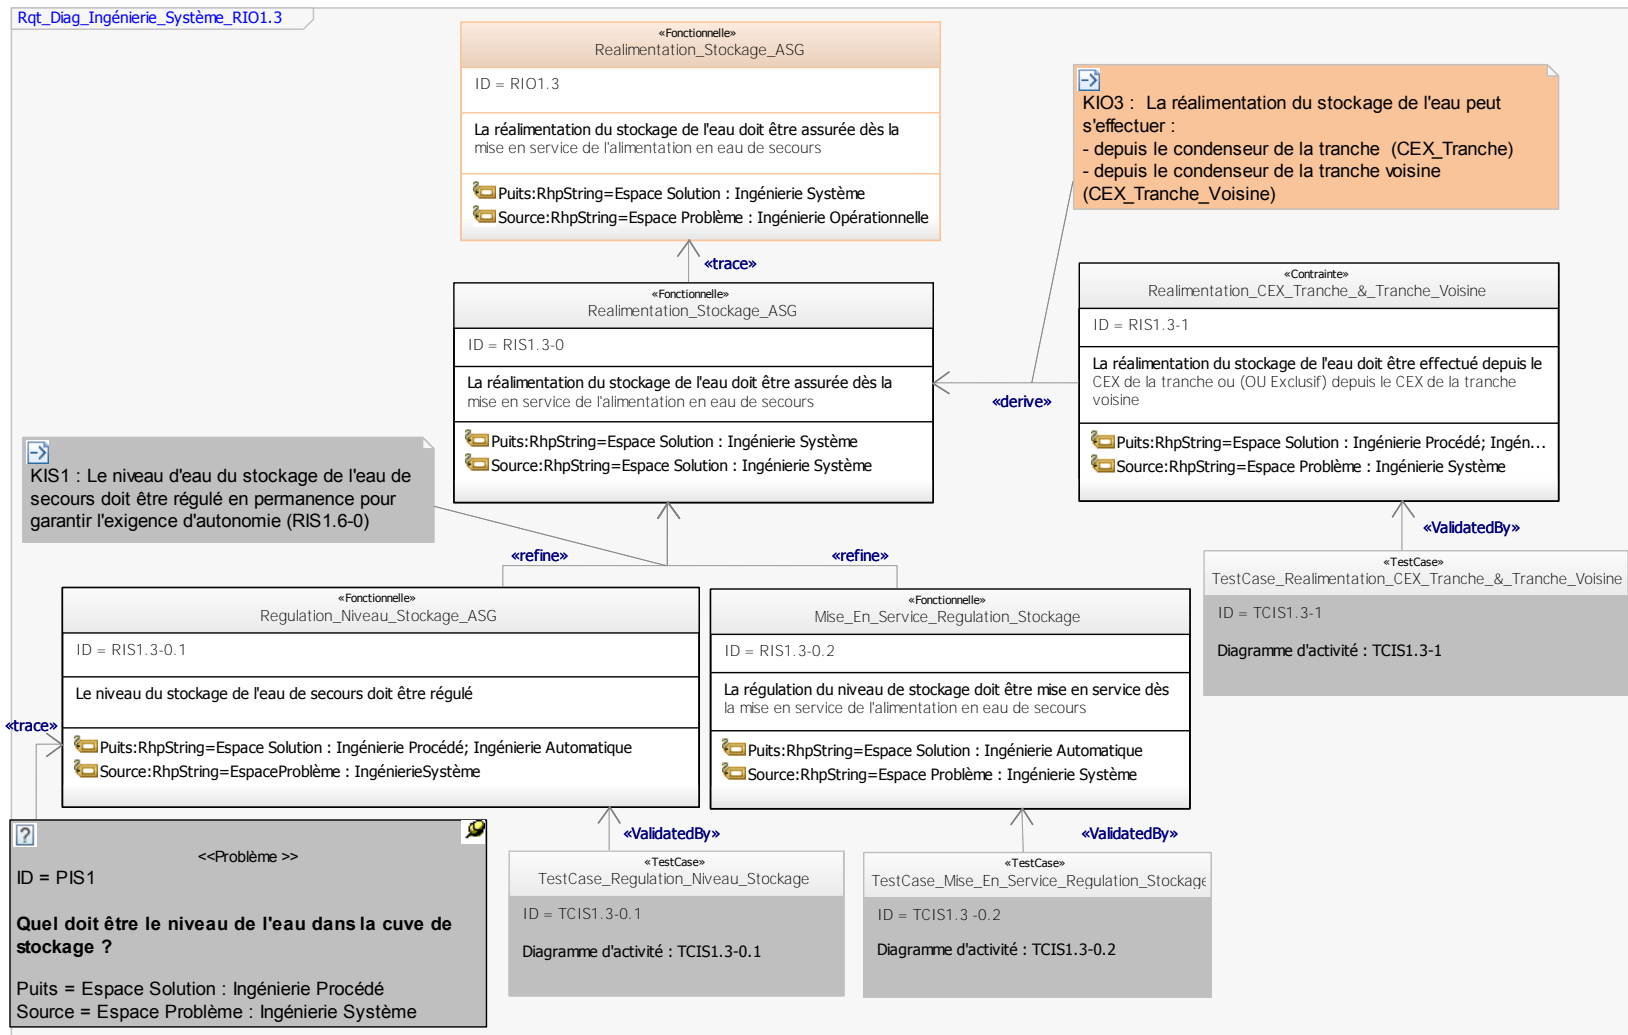 Rqt_Diag_Ingénierie_Système_RIO1.3
«Fonctionnelle»
Realimentation_Stockage_ASG
ID = RIO1.3
La réalimentation du stockage de l'eau doit être assurée dès la
mise en service de l'alimentation en eau de secours
Puits:RhpString=Espace Solution : Ingénierie Système
Source:RhpString=Espace Problème : Ingénierie Opérationnelle
KIO3 : La réalimentation du stockage de l'eau peut
s'effectuer :
- depuis le condenseur de la tranche (CEX_Tranche)
- depuis le condenseur de la tranche voisine
(CEX_Tranche_Voisine)
«trace»
«Fonctionnelle»
Realimentation_Stockage_ASG
ID = RIS1.3-0
La réalimentation du stockage de l'eau doit être assurée dès la
mise en service de l'alimentation en eau de secours
Puits:RhpString=Espace Solution : Ingénierie Système
Source:RhpString=Espace Solution : Ingénierie Système
«derive»
«Contrainte»
Realimentation_CEX_Tranche_&_Tranche_Voisine
ID = RIS1.3-1
La réalimentation du stockage de l'eau doit être effectué depuis le
CEX de la tranche ou (OU Exclusif) depuis le CEX de la tranche
voisine
Puits:RhpString=Espace Solution : Ingénierie Procédé; Ingén...
Source:RhpString=Espace Problème : Ingénierie Système
KIS1 : Le niveau d'eau du stockage de l'eau de
secours doit être régulé en permanence pour
garantir l'exigence d'autonomie (RIS1.6-0)
«refine»
«refine»
«ValidatedBy»
«TestCase»
TestCase_Realimentation_CEX_Tranche_&_Tranche_Voisine
ID = TCIS1.3-1
Diagramme d'activité : TCIS1.3-1
«Fonctionnelle»
Regulation_Niveau_Stockage_ASG
ID = RIS1.3-0.1
Le niveau du stockage de l'eau de secours doit être régulé
Puits:RhpString=Espace Solution : Ingénierie Procédé; Ingénierie Automatique
Source:RhpString=EspaceProblème : IngénierieSystème
«Fonctionnelle»
Mise_En_Service_Regulation_Stockage
ID = RIS1.3-0.2
La régulation du niveau de stockage doit être mise en service dès
la mise en service de l'alimentation en eau de secours
Puits:RhpString=Espace Solution : Ingénierie Automatique
Source:RhpString=Espace Problème : Ingénierie Système
«trace»
<<Problème >>
ID = PIS1
Quel doit être le niveau de l'eau dans la cuve de
stockage ?
Puits = Espace Solution : Ingénierie Procédé
Source = Espace Problème : Ingénierie Système
«ValidatedBy»
«TestCase»
TestCase_Regulation_Niveau_Stockage
ID = TCIS1.3-0.1
Diagramme d'activité : TCIS1.3-0.1
«ValidatedBy»
«TestCase»
TestCase_Mise_En_Service_Regulation_Stockage
ID = TCIS1.3 -0.2
Diagramme d'activité : TCIS1.3-0.2